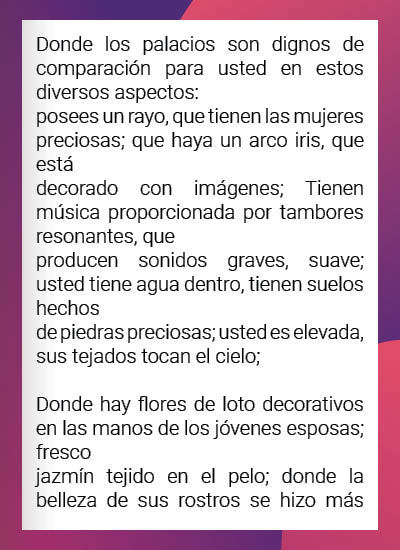 Donde los palacios son dignos de
comparación para usted en estos
diversos aspectos:
posees un rayo, que tienen las mujeres
preciosas; que haya un arco iris, que
está
decorado con imágenes; Tienen
música proporcionada por tambores
resonantes, que
producen sonidos graves, suave;
usted tiene agua dentro, tienen suelos
hechos
de piedras preciosas; usted es elevada,
sus tejados tocan el cielo;

Donde hay flores de loto decorativos
en las manos de los jóvenes esposas;
fresco
jazmín tejido en el pelo; donde la
belleza de sus rostros se hizo más